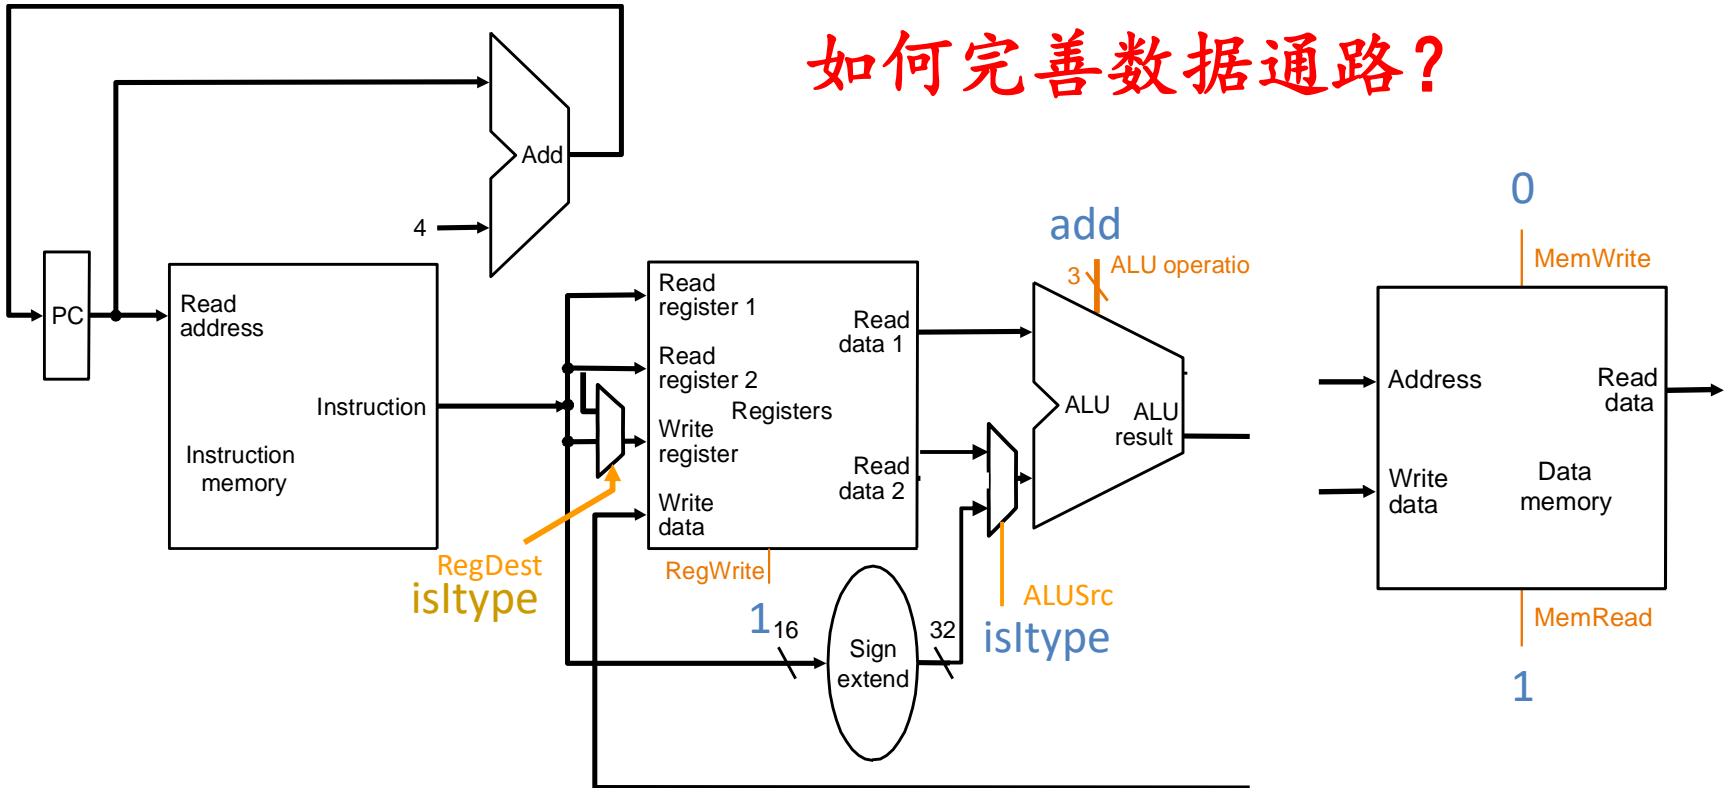 如何完善数据通路?
Add
4
PC
Read
address
Instruction
Instruction
memory
Read
register 1
Read
register 2
Registers
Write
register
Write
data
Read
data 1
Read
data 2
RegDest
isItype
RegWrite
1
16
Sign
extend
32
ALUSrc
isItype
add
3
ALU operatio
ALU
ALU
result
0
MemWrite
Address
Read
data
Write
data
Data
memory
MemRead
1